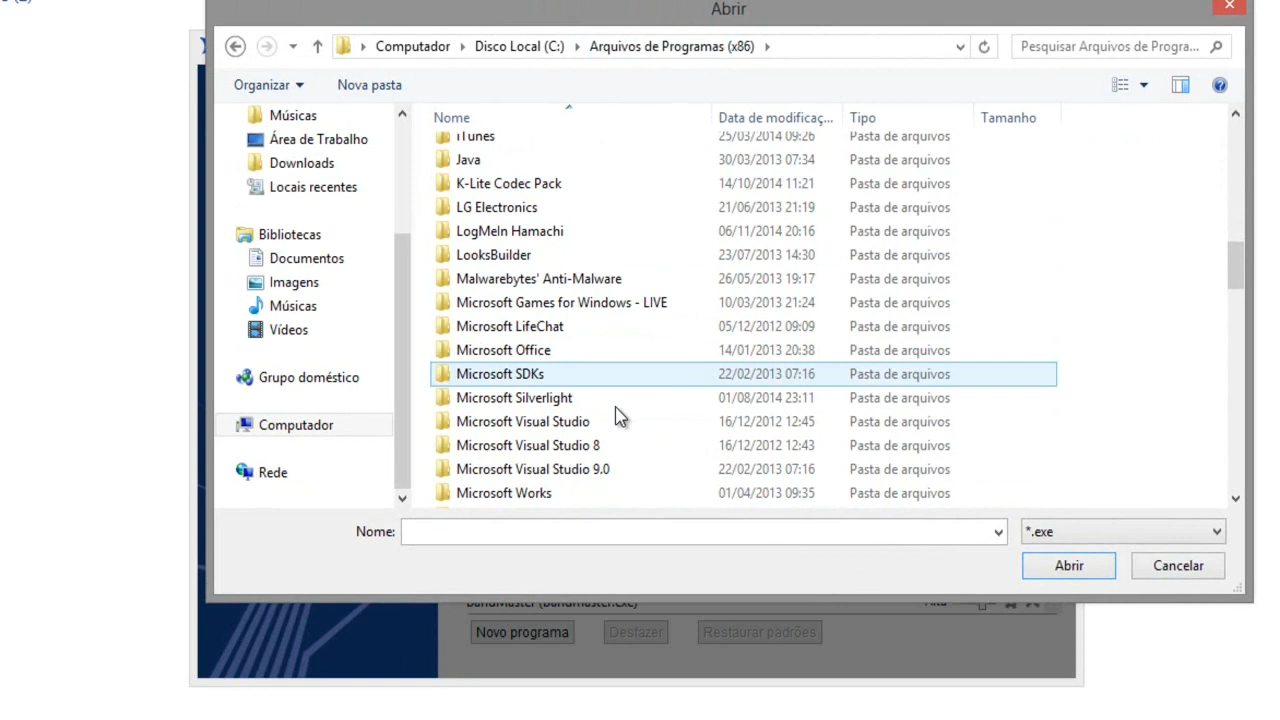 Abrir
Computador
Disco Local (C:)
Arquivos de Programas (x86)
Pesquisar Arquivos de Progra...
Organizar
Nova pasta
Músicas
Área de Trabalho
Downloads
Locais recentes
Bibliotecas
Documentos
Imagens
Músicas
Vídeos
Grupo doméstico
Computador
Rede
Nome Data de modificaç... Tipo Tamanho
iTunes 25/03/2014 09:26 Pasta de arquivos
Java 30/03/2013 07:34 Pasta de arquivos
K-Lite Codec Pack 14/10/2014 11:21 Pasta de arquivos
LG Electronics 21/06/2013 21:19 Pasta de arquivos
LogMeIn Hamachi 06/11/2014 20:16 Pasta de arquivos
LooksBuilder 23/07/2013 14:30 Pasta de arquivos
Malwarebytes' Anti-Malware 26/05/2013 19:17 Pasta de arquivos
Microsoft Games for Windows - LIVE 10/03/2013 21:24 Pasta de arquivos
Microsoft LifeChat 05/12/2012 09:09 Pasta de arquivos
Microsoft Office 14/01/2013 20:38 Pasta de arquivos
Microsoft SDKs 22/02/2013 07:16 Pasta de arquivos
Microsoft Silverlight 01/08/2014 23:11 Pasta de arquivos
Microsoft Visual Studio 16/12/2012 12:45 Pasta de arquivos
Microsoft Visual Studio 8 16/12/2012 12:43 Pasta de arquivos
Microsoft Visual Studio 9.0 22/02/2013 07:16 Pasta de arquivos
Microsoft Works 01/04/2013 09:35 Pasta de arquivos
Nome:
*.exe
Abrir
Cancelar
BandMaster (bandmaster.exe)
Alta
Novo programa
Desfazer
Restaurar padrões